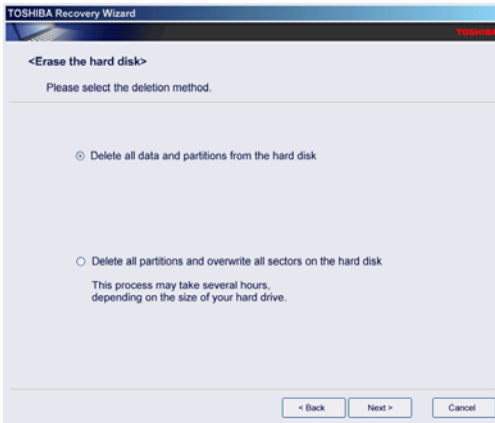 TOSHIBA Recovery Wizard
TOSHIBA
<Erase the hard disk>
Please select the deletion method.
Delete all data and partitions from the hard disk
Delete all partitions and overwrite all sectors on the hard disk
This process may take several hours,
depending on the size of your hard drive.
< Back Next > Cancel